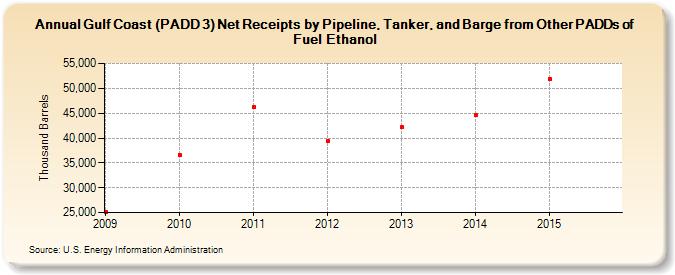 Annual Gulf Coast (PADD 3) Net Receipts by Pipeline, Tanker, and Barge from Other PADDs of
Fuel Ethanol
Thousand Barrels
55,000
50,000
45,000
40,000
35,000
30,000
25,000
2009 2010 2011 2012 2013 2014 2015
Source: U.S. Energy Information Administration